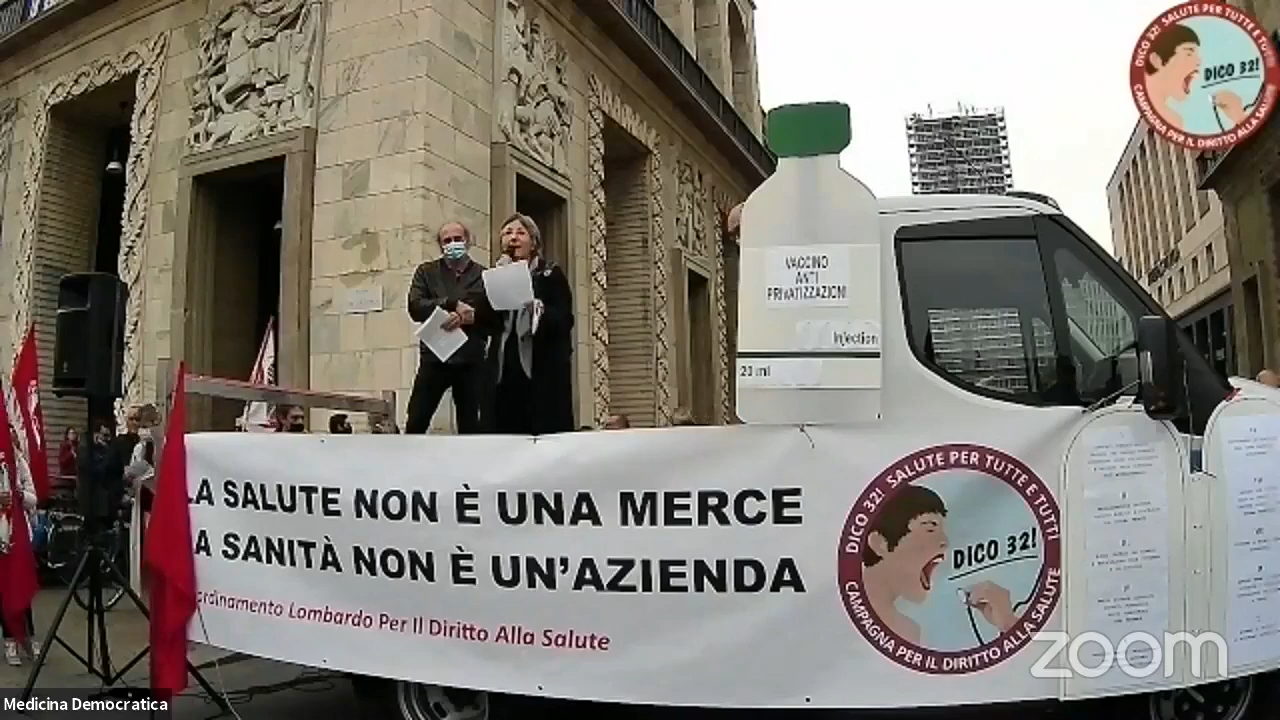 DICO 32! SALUTE PER TUTTE E TUTTI
DICO 32!
CAMPAGNA PER IL DIRITTO ALLA SALUTE
VACCINO
ANTI
PRIVATIZZAZIONI
Injection
20 ml
LA SALUTE NON È UNA MERCE
A SANITÀ NON È UN'AZIENDA
ordinamento Lombardo Per Il Diritto Alla Salute
DICO 32! SALUTE PER TUTTE E TUTTI
DICO 32!
CAMPAGNA PER IL DIRITTO ALLA SALUTE
zoom
Medicina Democratica